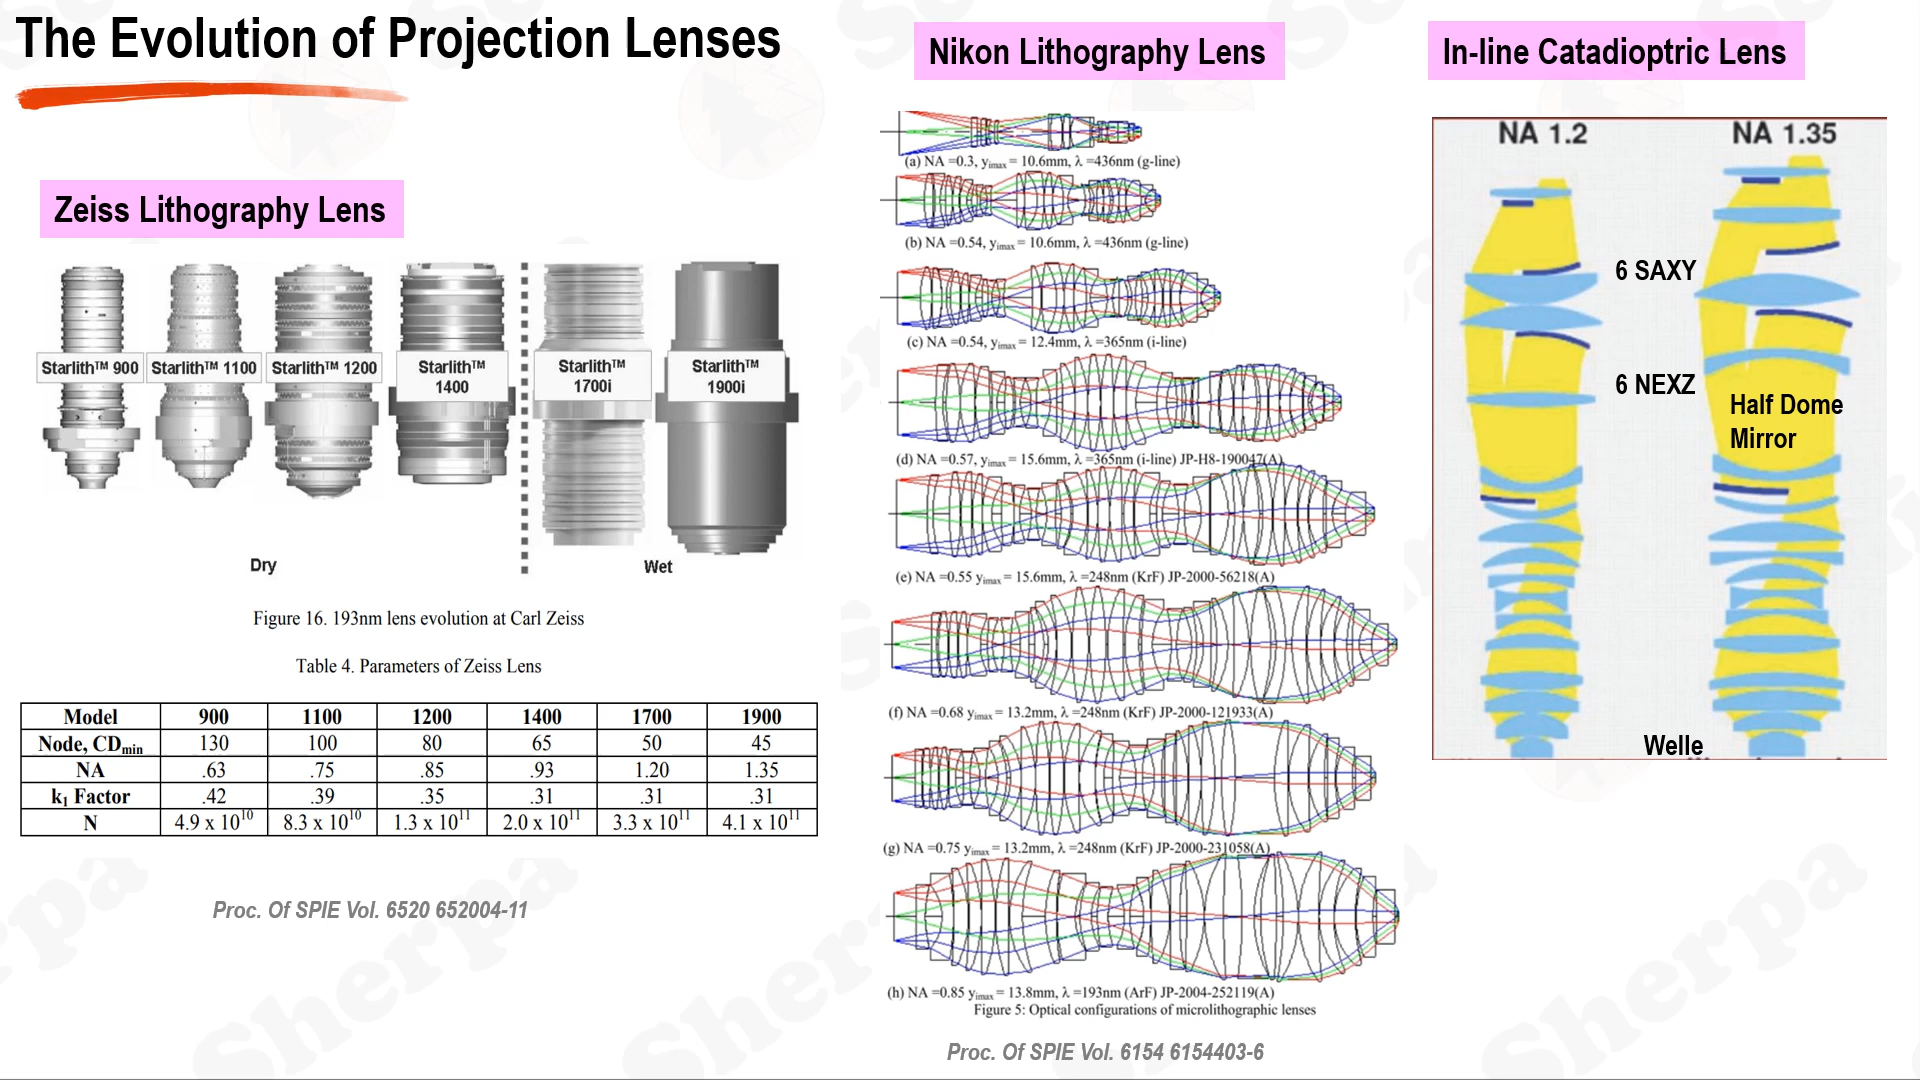 The Evolution of Projection Lenses
Zeiss Lithography Lens
Starlith™ 900
Starlith™ 1100
Starlith™ 1200
Starlith™
1400
Starlith™
1700i
Starlith™
1900i
Dry
Wet
Figure 16. 193nm lens evolution at Carl Zeiss
Table 4. Parameters of Zeiss Lens
Model 900 1100 1200 1400 1700 1900
Node, CDmin 130 100 80 65 50 45
NA .63 .75 .85 .93 1.20 1.35
k1 Factor .42 .39 .35 .31 .31 .31
N 4.9 x 10^10 8.3 x 10^10 1.3 x 10^11 2.0 x 10^11 3.3 x 10^11 4.1 x 10^11
Proc. Of SPIE Vol. 6520 652004-11
Nikon Lithography Lens
(a) NA =0.3, yimax = 10.6mm, λ =436nm (g-line)
(b) NA =0.54, yimax = 10.6mm, λ =436nm (g-line)
(c) NA =0.54, yimax = 12.4mm, λ =365nm (i-line)
(d) NA =0.57, yimax = 15.6mm, λ =365nm (i-line) JP-H8-190047(A)
(e) NA =0.55 yimax = 15.6mm, λ =248nm (KrF) JP-2000-56218(A)
(f) NA =0.68 yimax = 13.2mm, λ =248nm (KrF) JP-2000-121933(A)
(g) NA =0.75 yimax = 13.2mm, λ =248nm (KrF) JP-2000-231058(A)
(h) NA =0.85 yimax = 13.8mm, λ =193nm (ArF) JP-2004-252119(A)
Figure 5: Optical configurations of microlithographic lenses
Proc. Of SPIE Vol. 6154 6154403-6
In-line Catadioptric Lens
NA 1.2
NA 1.35
6 SAXY
6 NEXZ
Half Dome
Mirror
Welle
Sherpa
Sherpa
Sherpa